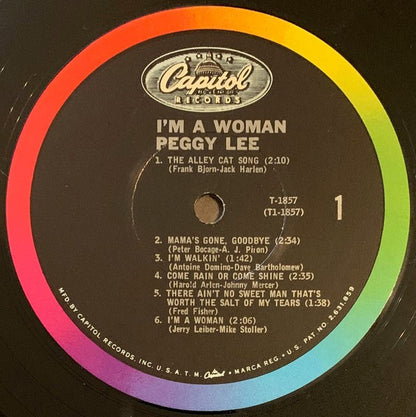 Capitol
RECORDS
I'M A WOMAN
PEGGY LEE
1. THE ALLEY CAT SONG (2:10)
(Frank Bjorn-Jack Harlen)
T-1857
(T1-1857)
1
2. MAMA'S GONE, GOODBYE (2:34)
(Peter Bocage-A. J. Piron)
3. I'M WALKIN' (1:42)
(Antoine Domino-Dave Bartholomew)
4. COME RAIN OR COME SHINE (2:35)
(Harold Arlen-Johnny Mercer)
5. THERE AIN'T NO SWEET MAN THAT'S
WORTH THE SALT OF MY TEARS (1:38)
(Fred Fisher)
6. I'M A WOMAN (2:06)
(Jerry Leiber-Mike Stoller)
MFD. BY CAPITOL RECORDS, INC. U.S.A. T.M. Capitol • MARCA REG. • U.S. PAT. NO. 2,631,859